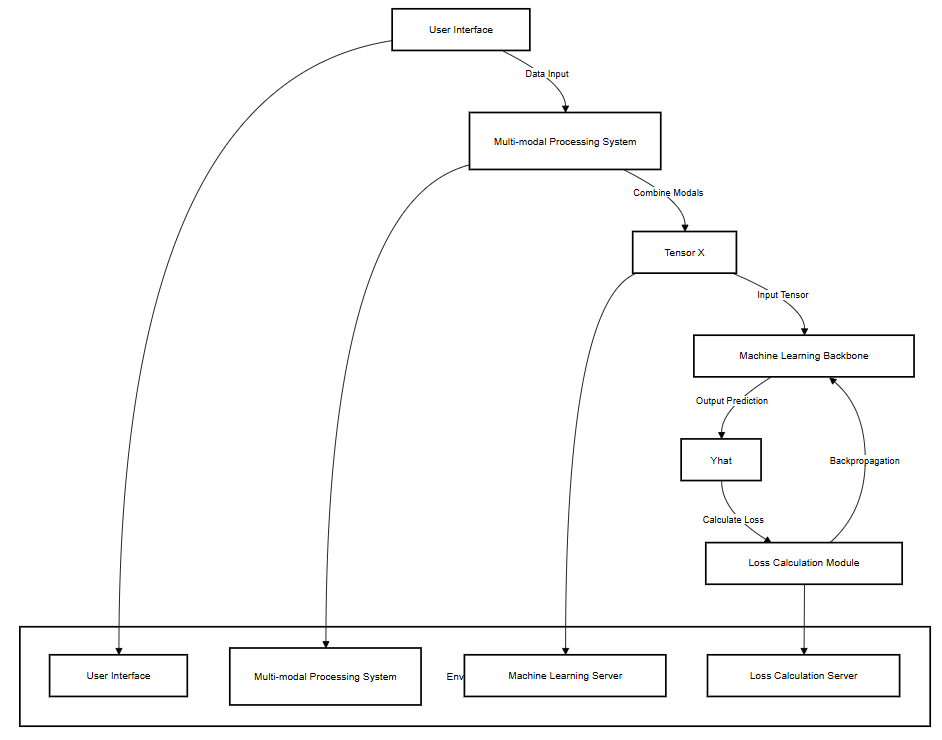 User Interface
Data Input
Multi-modal Processing System
Combine Modals
Tensor X
Input Tensor
Machine Learning Backbone
Output Prediction
Yhat
Backpropagation
Calculate Loss
Loss Calculation Module
User Interface
Multi-modal Processing System
Env
Machine Learning Server
Loss Calculation Server